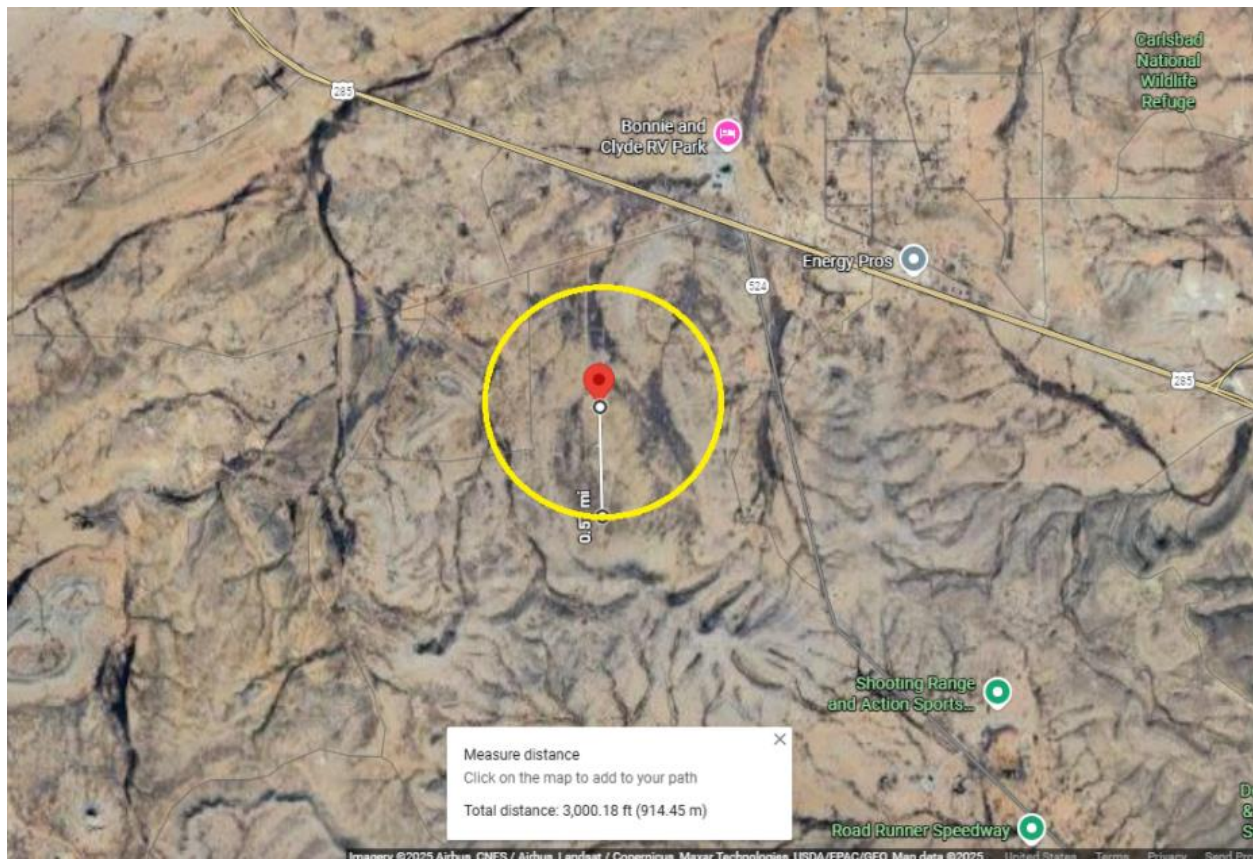 Carlsbad
National
Wildlife
Refuge
285
Bonnie and
Clyde RV Park
Energy Pros
524
285
0.5 mi
Shooting Range
and Action Sports...
Measure distance
Click on the map to add to your path
Total distance: 3,000.18 ft (914.45 m)
Road Runner Speedway
D
&
S
Imagery ©2025 Airbus, CNES / Airbus, Landsat / Copernicus, Maxar Technologies, USDA/FPAC/GEO, Map data ©2025 United States Terms Privacy Send Pr